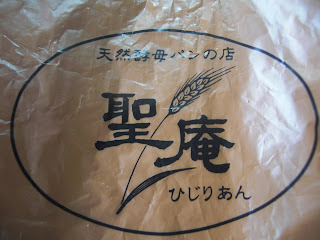 天然酵母パンの店
聖庵
ひじりあん